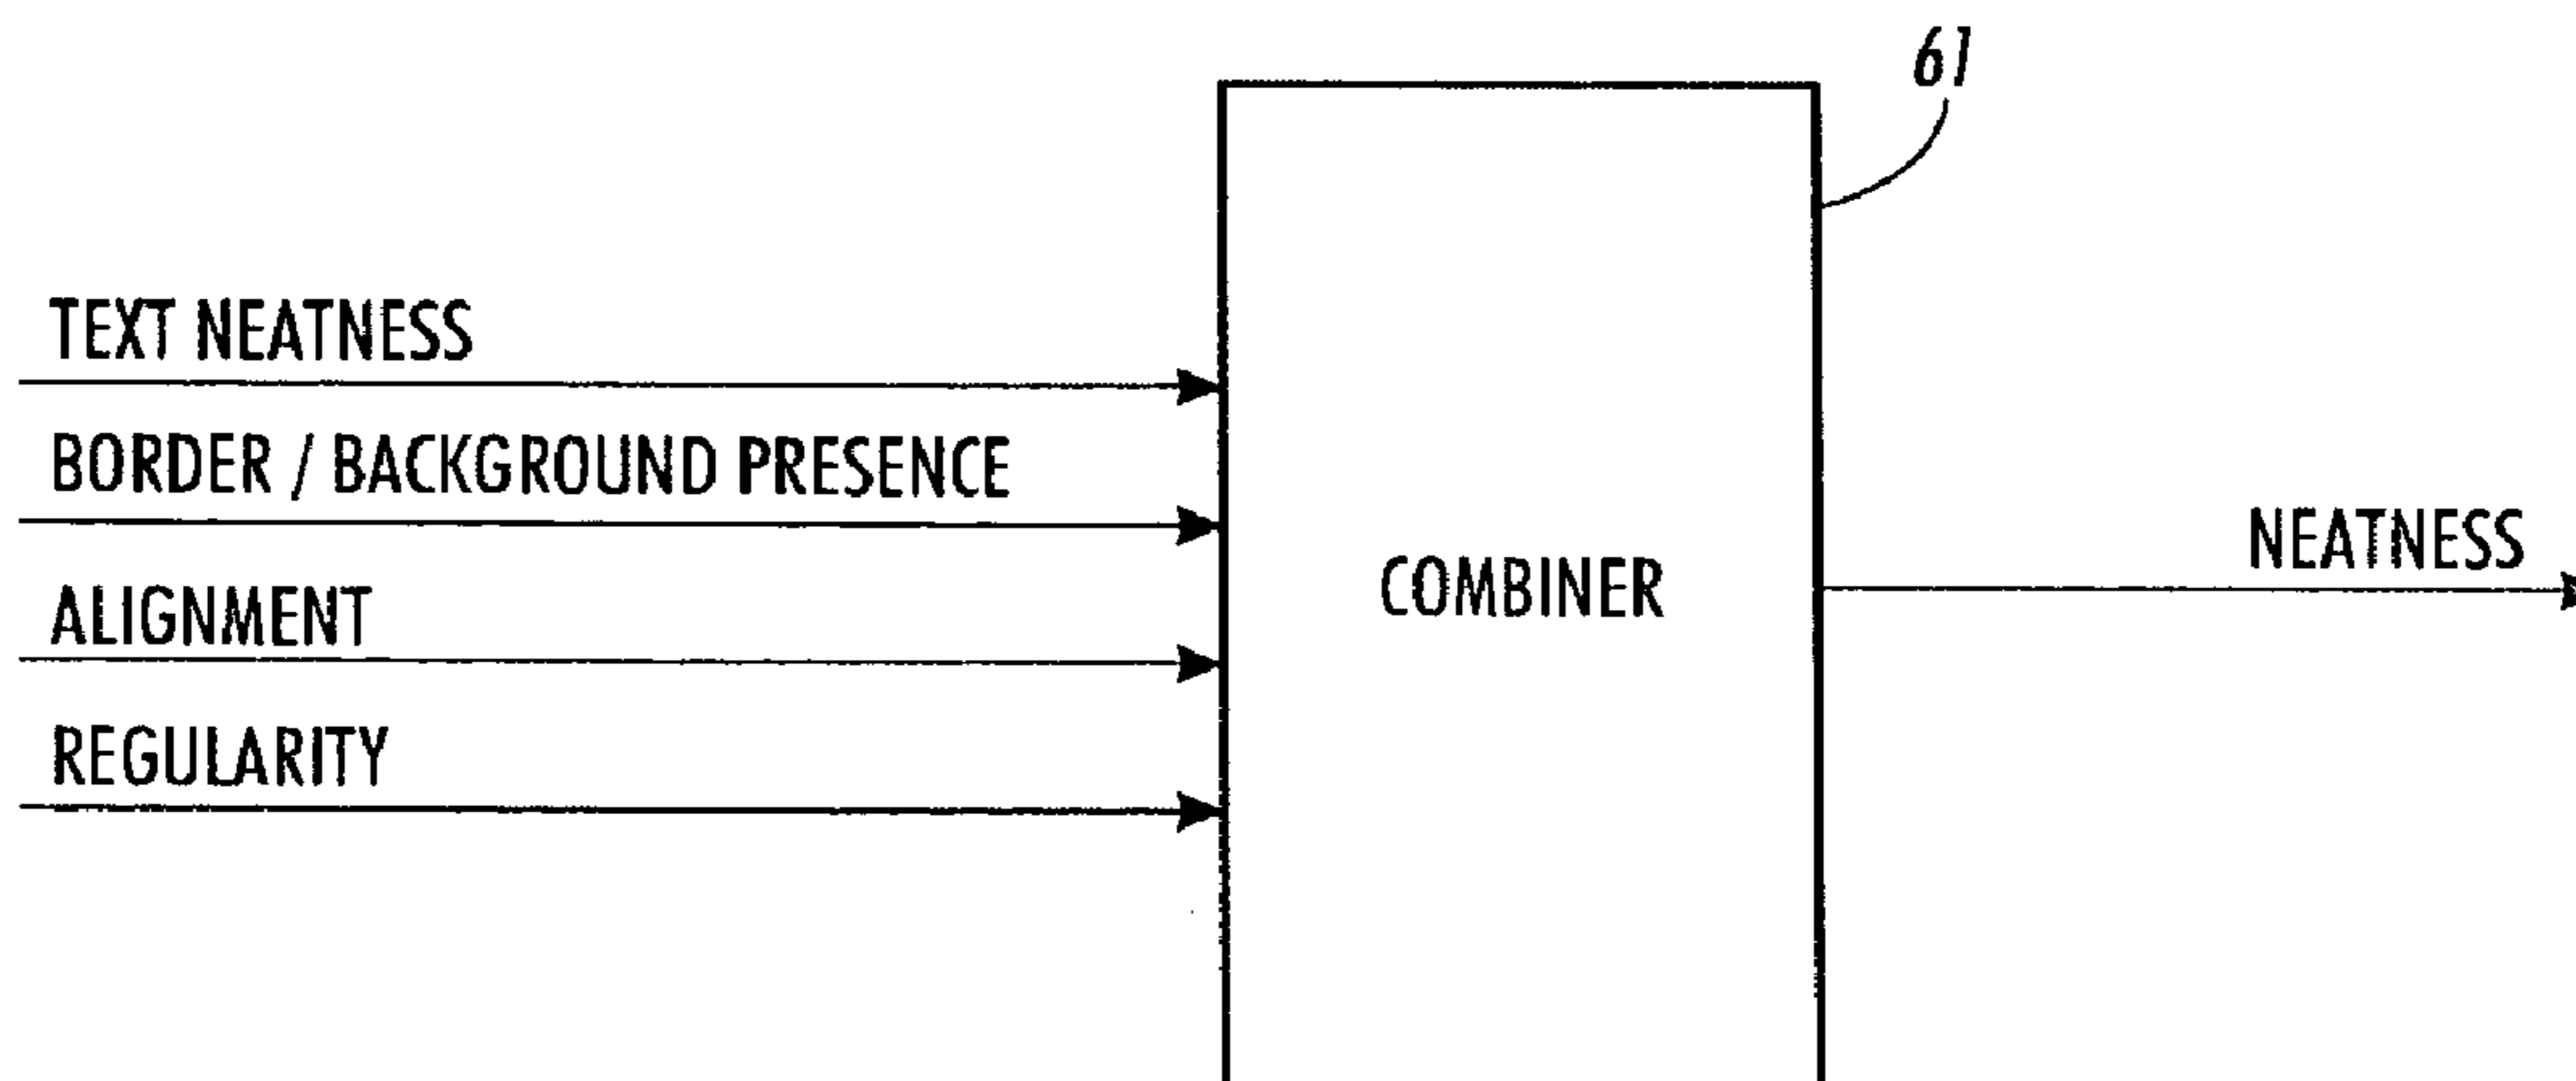 61
TEXT NEATNESS
BORDER / BACKGROUND PRESENCE
ALIGNMENT
REGULARITY
COMBINER
NEATNESS